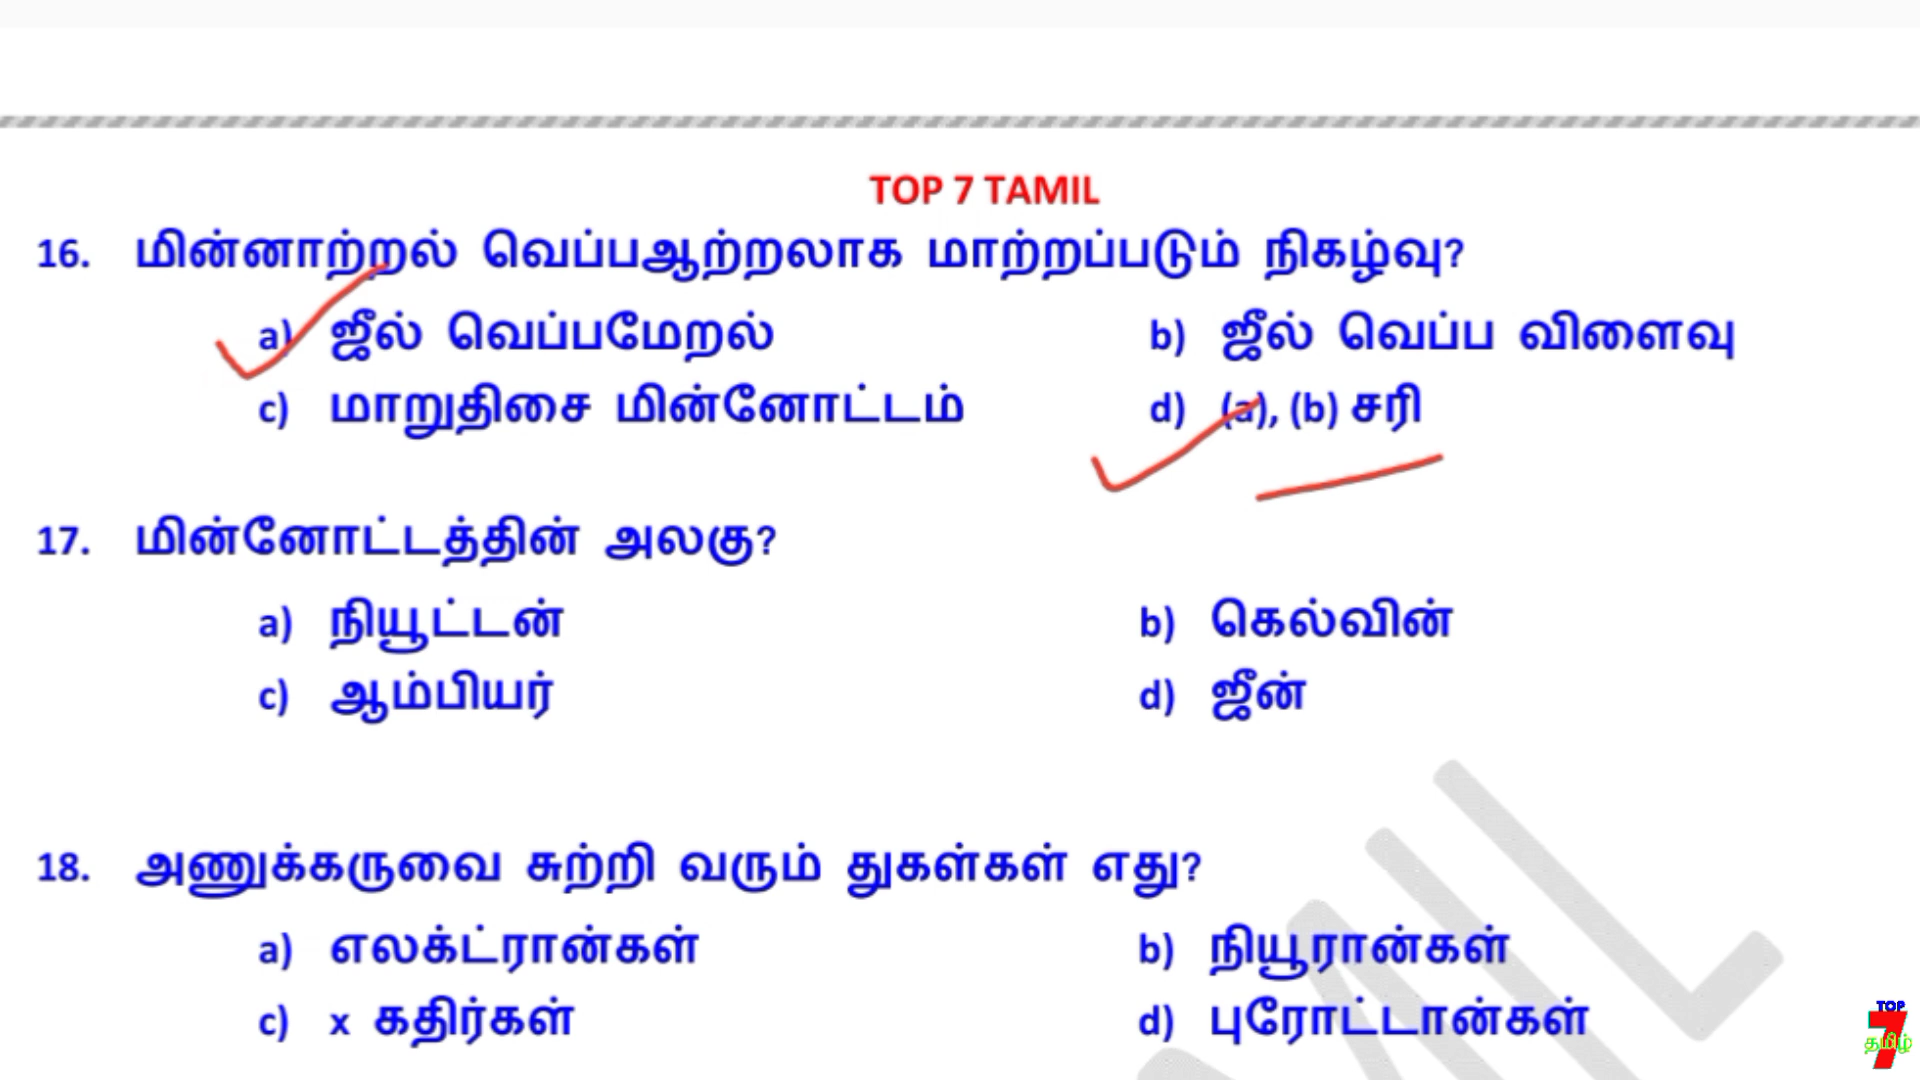 TOP 7 TAMIL
16. மின்னாற்றல் வெப்பஆற்றலாக மாற்றப்படும் நிகழ்வு?
a) ஜீல் வெப்பமேறல் b) ஜீல் வெப்ப விளைவு
c) மாறுதிசை மின்னோட்டம் d) (a), (b) சரி
17. மின்னோட்டத்தின் அலகு?
a) நியூட்டன் b) கெல்வின்
c) ஆம்பியர் d) ஜீன்
18. அணுக்கருவை சுற்றி வரும் துகள்கள் எது?
a) எலக்ட்ரான்கள் b) நியூரான்கள்
c) x கதிர்கள் d) புரோட்டான்கள்
MIL
TOP
7
தமிழ்